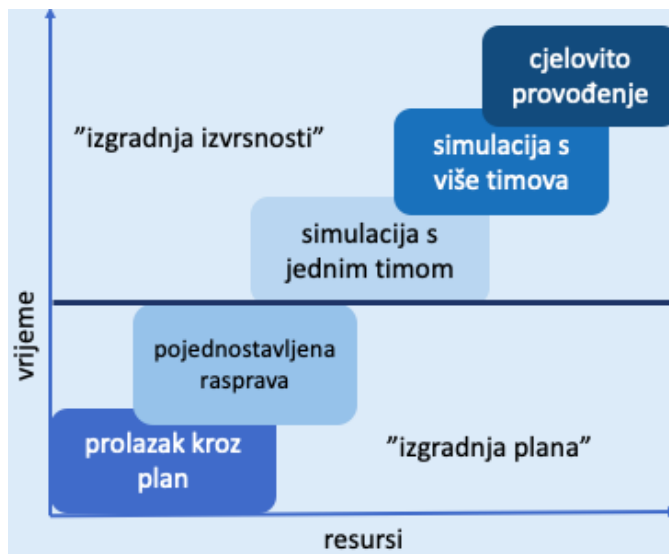 cjelovito
provođenje
"izgradnja izvrsnosti"
simulacija s
više timova
simulacija s
jednim timom
vrijeme
pojednostavljena
rasprava
prolazak kroz
plan
"izgradnja plana"
resursi